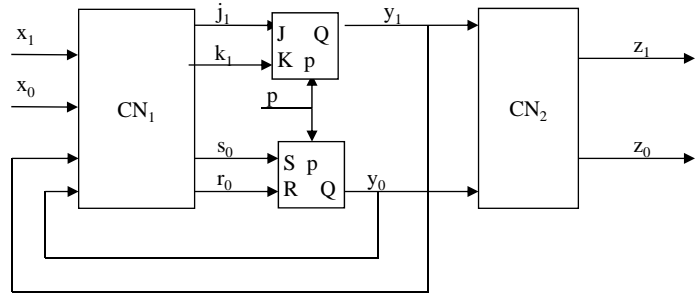 x₁
x₀
CN₁
j₁
k₁
J Q
K p
y₁
p
s₀
r₀
S p
R Q
y₀
CN₂
z₁
z₀